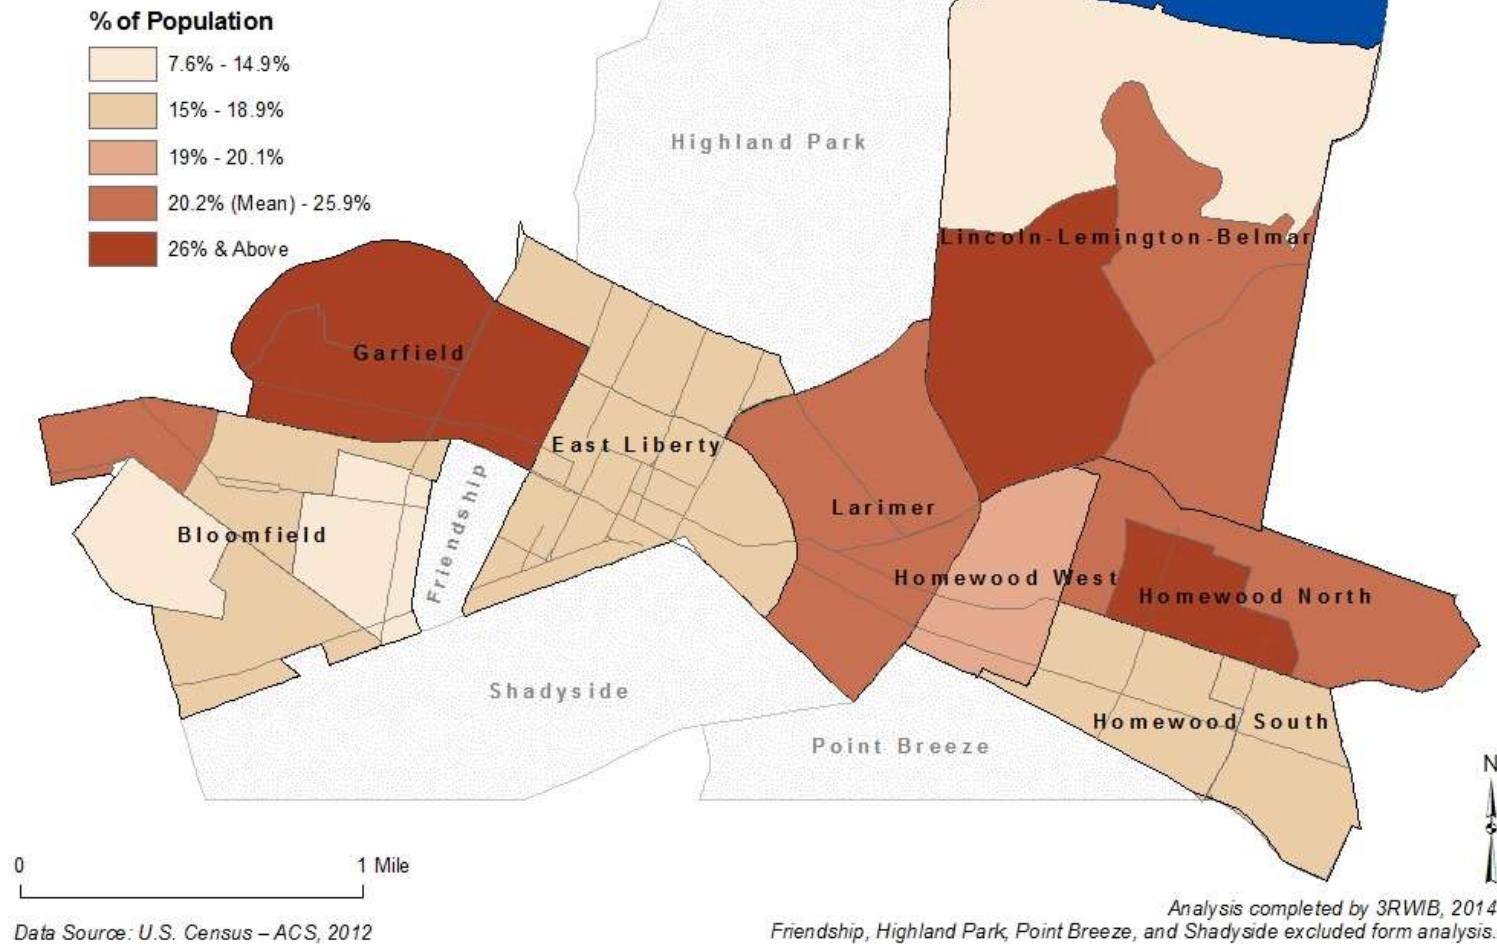 % of Population
7.6% - 14.9%
15% - 18.9%
19% - 20.1%
20.2% (Mean) - 25.9%
26% & Above
Highland Park
Lincoln-Lemington-Belmar
Garfield
East Liberty
Friendship
Larimer
Bloomfield
Homewood West
Homewood North
Shadyside
Homewood South
Point Breeze
N
0 1 Mile
Analysis completed by 3RWIB, 2014
Data Source: U.S. Census – ACS, 2012
Friendship, Highland Park, Point Breeze, and Shadyside excluded form analysis.